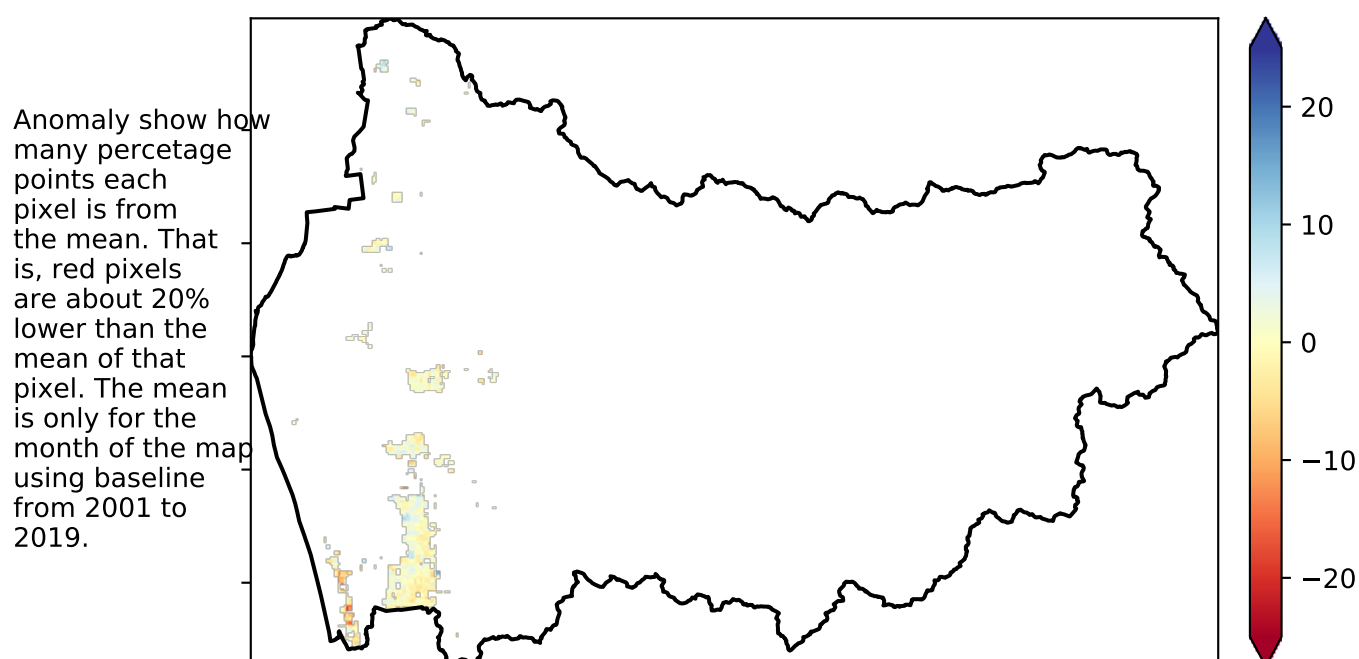 Anomaly show how
many percetage
points each
pixel is from
the mean. That
is, red pixels
are about 20%
lower than the
mean of that
pixel. The mean
is only for the
month of the map
using baseline
from 2001 to
2019.
20
10
0
−10
−20